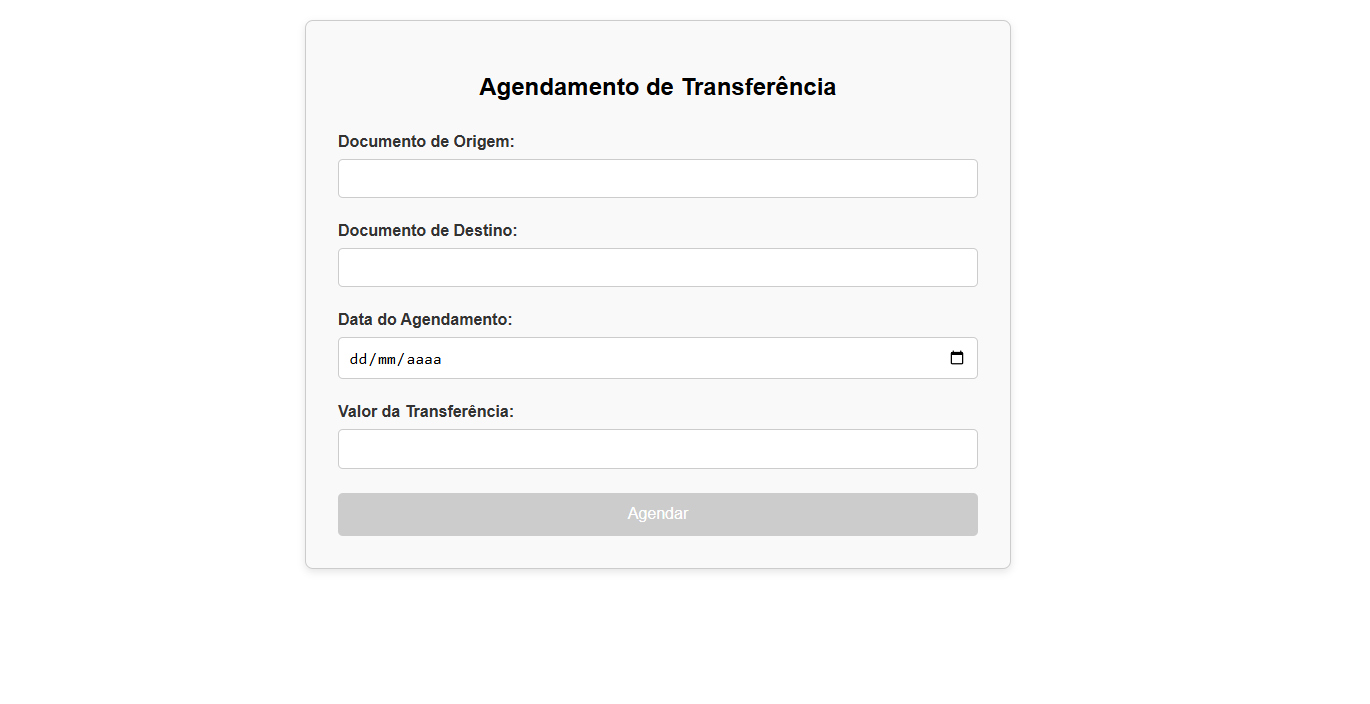 Agendamento de Transferência
Documento de Origem:
Documento de Destino:
Data do Agendamento:
dd/mm/aaaa
Valor da Transferência:
Agendar